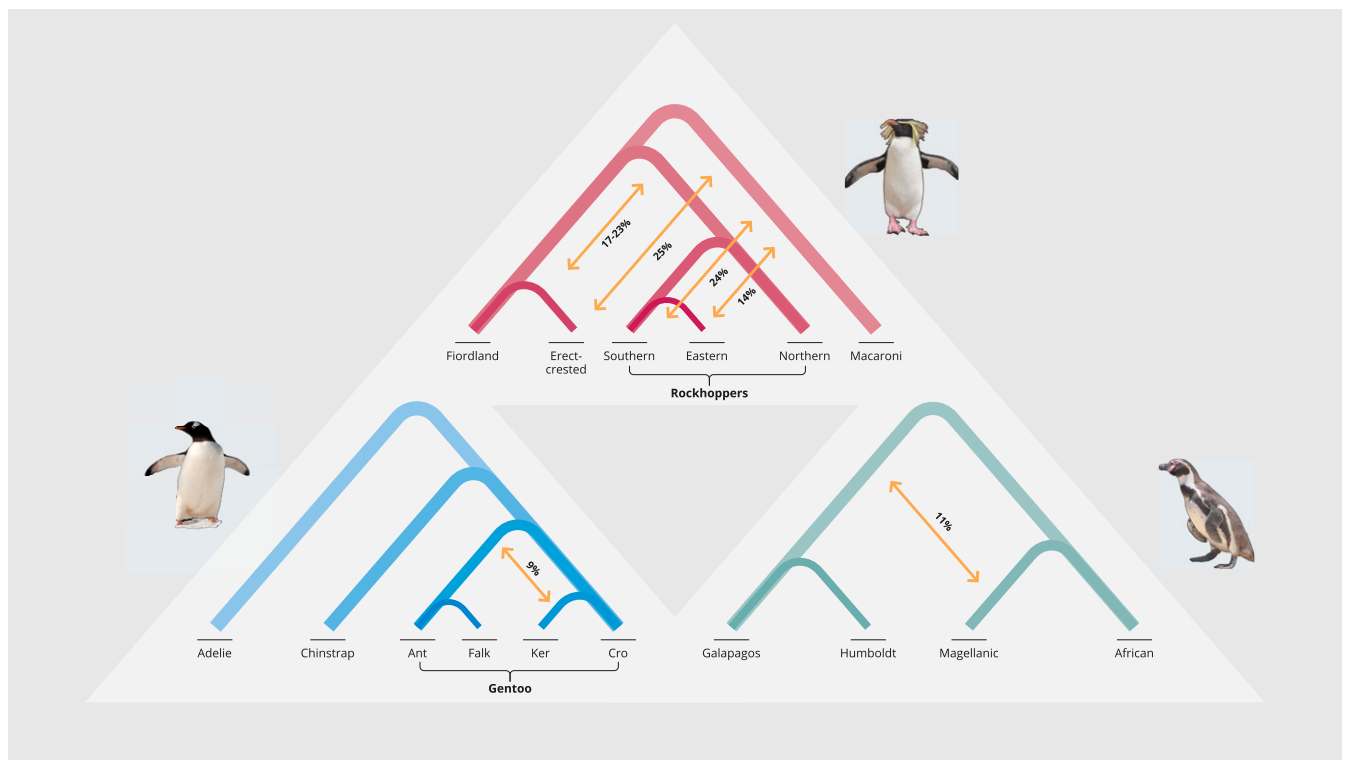 17-23%
25%
24%
14%
Fiordland
Erect-
crested
Southern
Eastern
Northern
Macaroni
Rockhoppers
9%
11%
Adelie
Chinstrap
Ant
Falk
Ker
Cro
Galapagos
Humboldt
Magellanic
African
Gentoo